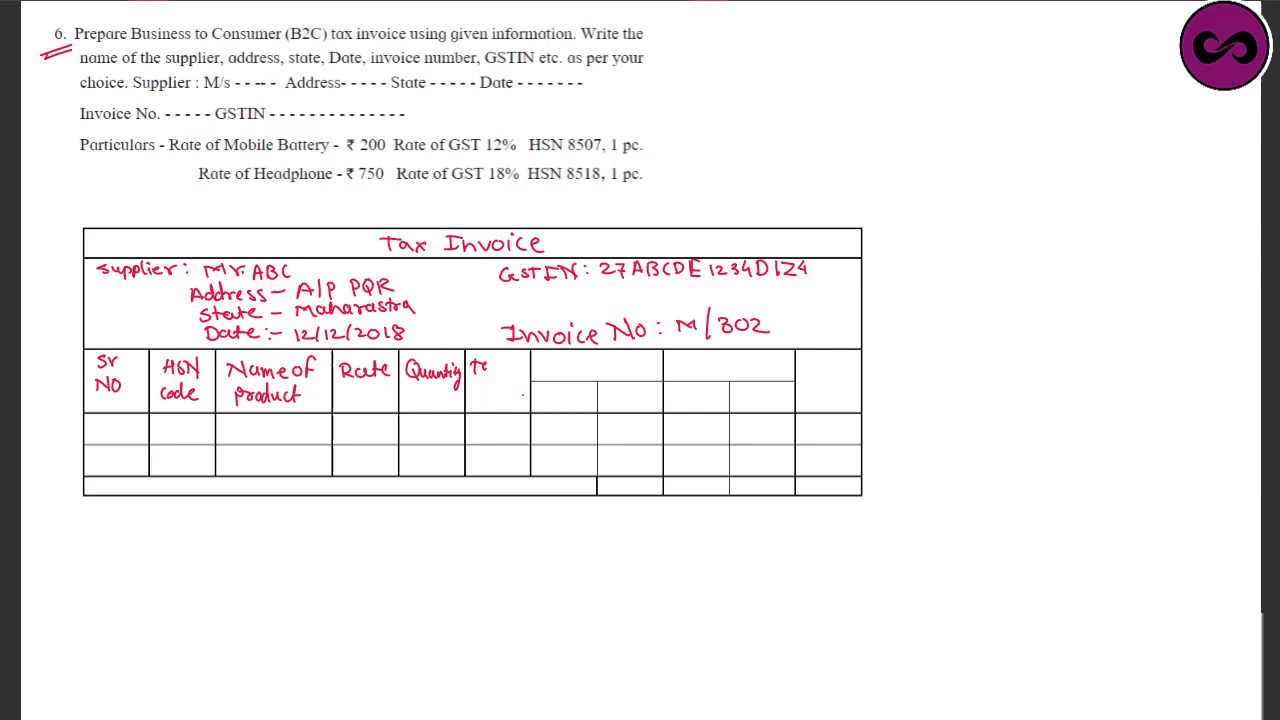 6. Prepare Business to Consumer (B2C) tax invoice using given information. Write the
name of the supplier, address, state, Date, invoice number, GSTIN etc. as per your
choice. Supplier : M/s - - -- - Address- - - - - State - - - - - Date - - - - - - -
Invoice No. - - - - - GSTIN - - - - - - - - - - - - - -
Particulars - Rate of Mobile Battery - ₹ 200 Rate of GST 12% HSN 8507, 1 pc.
Rate of Headphone - ₹ 750 Rate of GST 18% HSN 8518, 1 pc.
Tax Invoice
Supplier : Mr. ABC
GSTIN : 27ABCDE1234D1Z4
Address - A/P PQR
State - Maharastra
Date :- 12/12/2018
Invoice No : M/302
Sr HSN Name of Rate Quantity Te
NO code product